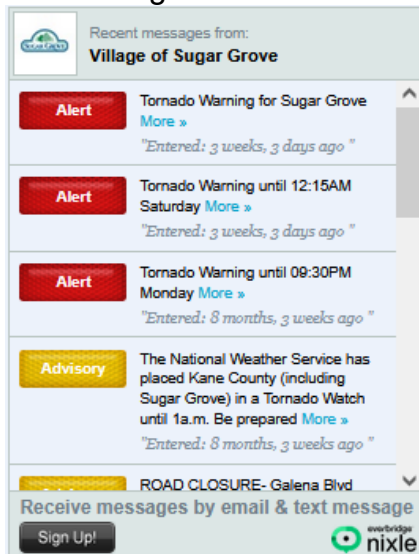 Recent messages from:
Village of Sugar Grove
Alert
Tornado Warning for Sugar Grove
More »
"Entered: 3 weeks, 3 days ago "
Alert
Tornado Warning until 12:15AM
Saturday More »
"Entered: 3 weeks, 3 days ago "
Alert
Tornado Warning until 09:30PM
Monday More »
"Entered: 8 months, 3 weeks ago "
Advisory
The National Weather Service has
placed Kane County (including
Sugar Grove) in a Tornado Watch
until 1a.m. Be prepared More »
"Entered: 8 months, 3 weeks ago "
ROAD CLOSURE- Galena Blvd
Receive messages by email & text message
Sign Up!
everbridge
nixle